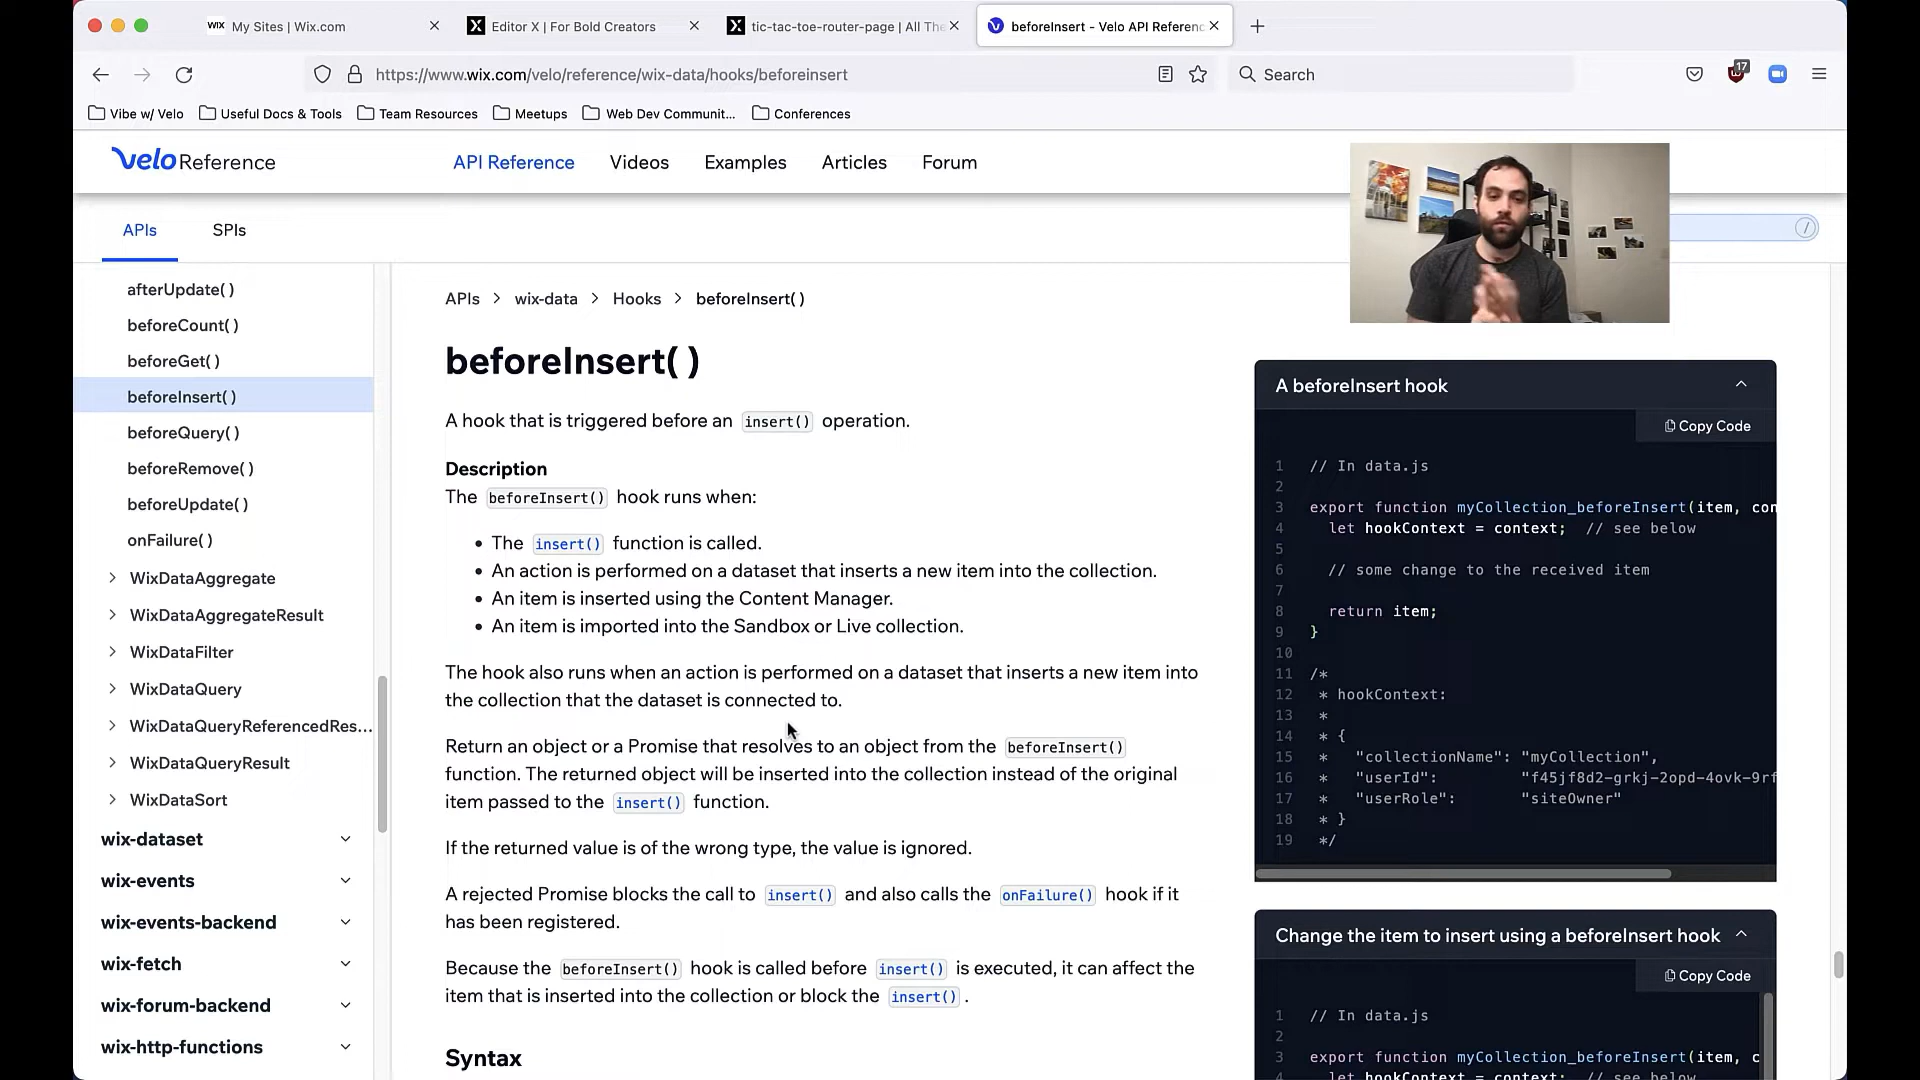 WIX My Sites | Wix.com
Editor X | For Bold Creators
tic-tac-toe-router-page | All The
beforeInsert - Velo API Referenc
https://www.wix.com/velo/reference/wix-data/hooks/beforeinsert
Search
17
Vibe w/ Velo
Useful Docs & Tools
Team Resources
Meetups
Web Dev Communit...
Conferences
velo Reference
API Reference
Videos
Examples
Articles
Forum
APIs
SPIs
/
afterUpdate( )
beforeCount( )
beforeGet( )
beforeInsert( )
beforeQuery( )
beforeRemove( )
beforeUpdate( )
onFailure( )
WixDataAggregate
WixDataAggregateResult
WixDataFilter
WixDataQuery
WixDataQueryReferencedRes...
WixDataQueryResult
WixDataSort
wix-dataset
wix-events
wix-events-backend
wix-fetch
wix-forum-backend
wix-http-functions
APIs > wix-data > Hooks > beforeInsert( )
beforeInsert( )
A hook that is triggered before an insert() operation.
Description
The beforeInsert() hook runs when:
• The insert() function is called.
• An action is performed on a dataset that inserts a new item into the collection.
• An item is inserted using the Content Manager.
• An item is imported into the Sandbox or Live collection.
The hook also runs when an action is performed on a dataset that inserts a new item into
the collection that the dataset is connected to.
Return an object or a Promise that resolves to an object from the beforeInsert()
function. The returned object will be inserted into the collection instead of the original
item passed to the insert() function.
If the returned value is of the wrong type, the value is ignored.
A rejected Promise blocks the call to insert() and also calls the onFailure() hook if it
has been registered.
Because the beforeInsert() hook is called before insert() is executed, it can affect the
item that is inserted into the collection or block the insert() .
Syntax
A beforeInsert hook
Copy Code
1 // In data.js
2
3 export function myCollection_beforeInsert(item, con
4 let hookContext = context; // see below
5
6 // some change to the received item
7
8 return item;
9 }
10
11 /*
12 * hookContext:
13 *
14 * {
15 * "collectionName": "myCollection",
16 * "userId": "f45jf8d2-grkj-2opd-4ovk-9rf
17 * "userRole": "siteOwner"
18 * }
19 */
Change the item to insert using a beforeInsert hook
Copy Code
1 // In data.js
2
3 export function myCollection_beforeInsert(item, c
4 let hookContext = context; // see below